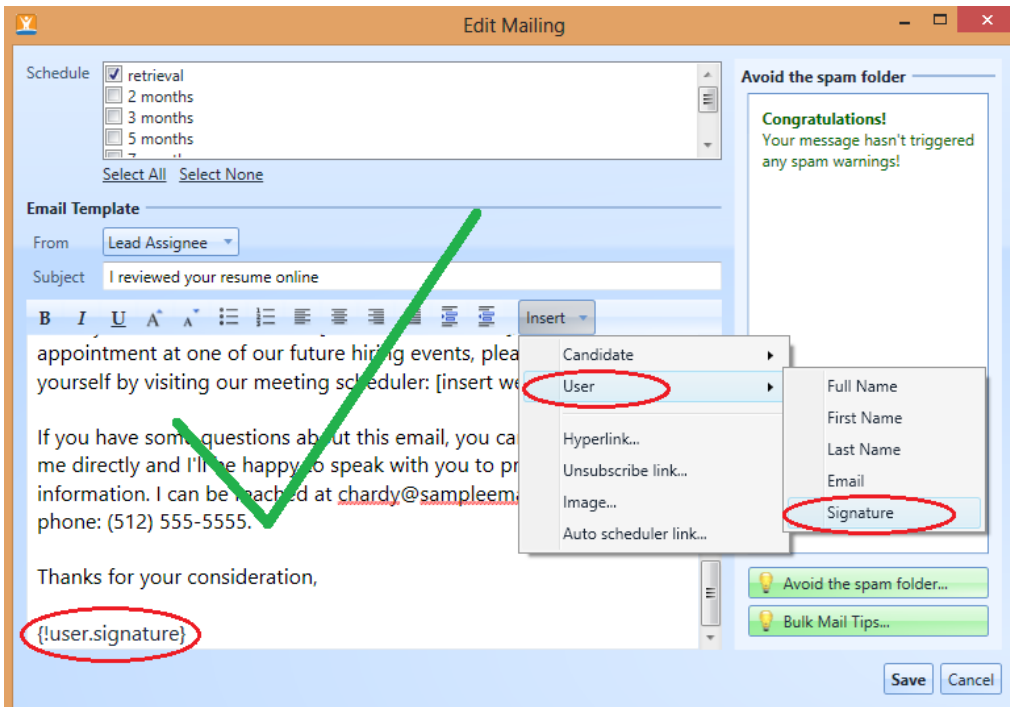 Edit Mailing
Schedule
retrieval
2 months
3 months
5 months
Select All Select None
Email Template
From Lead Assignee
Subject I reviewed your resume online
B I U A A Insert
appointment at one of our future hiring events, plea
yourself by visiting our meeting scheduler: [insert we
If you have some questions about this email, you ca
me directly and I'll be happy to speak with you to pr
information. I can be reached at chardy@sampleema
phone: (512) 555-5555.
Thanks for your consideration,
{!user.signature}
Candidate
User
Hyperlink...
Unsubscribe link...
Image...
Auto scheduler link...
Full Name
First Name
Last Name
Email
Signature
Avoid the spam folder
Congratulations!
Your message hasn't triggered
any spam warnings!
Avoid the spam folder...
Bulk Mail Tips...
Save Cancel